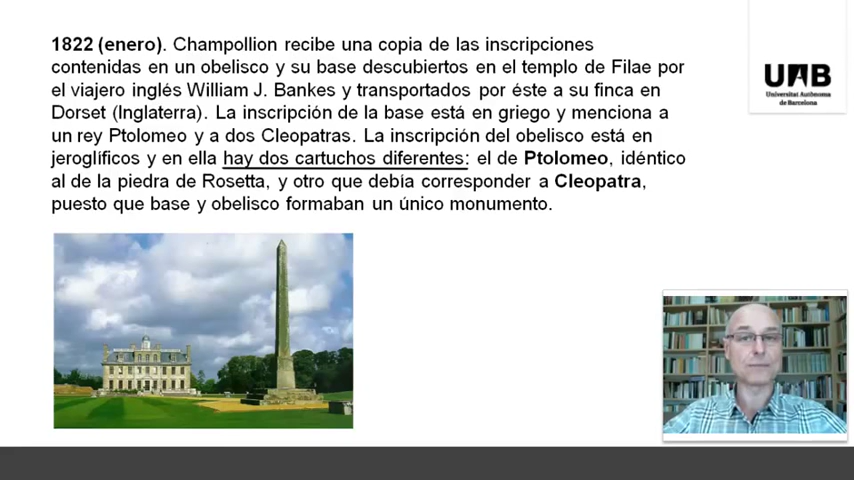 1822 (enero). Champollion recibe una copia de las inscripciones
contenidas en un obelisco y su base descubiertos en el templo de Filae por
el viajero inglés William J. Bankes y transportados por éste a su finca en
Dorset (Inglaterra). La inscripción de la base está en griego y menciona a
un rey Ptolomeo y a dos Cleopatras. La inscripción del obelisco está en
jeroglíficos y en ella hay dos cartuchos diferentes: el de Ptolomeo, idéntico
al de la piedra de Rosetta, y otro que debía corresponder a Cleopatra,
puesto que base y obelisco formaban un único monumento.
UAB
Universitat Autònoma
de Barcelona